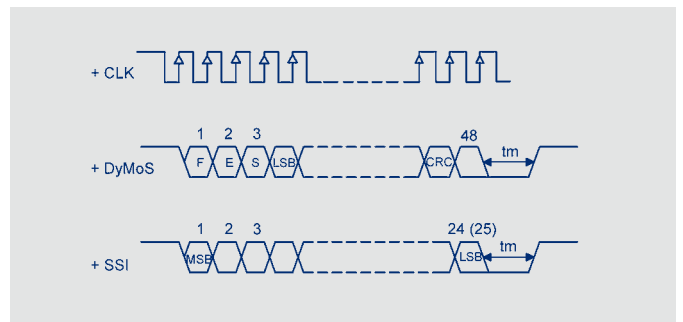 + CLK
1 2 3 48
+ DyMoS F E S LSB CRC tm
1 2 3 24 (25)
+ SSI MSB LSB tm